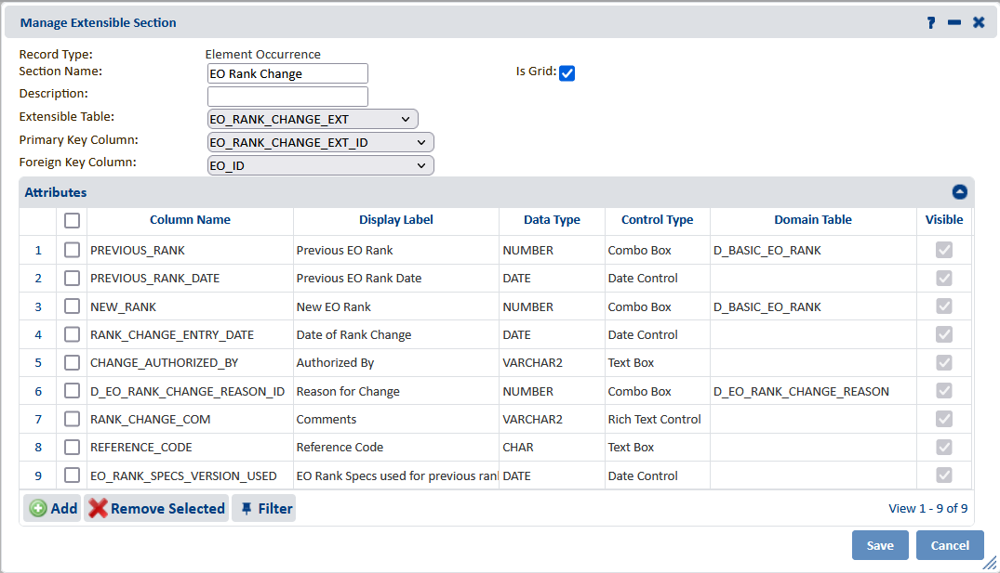 Manage Extensible Section ?
Record Type: Element Occurrence
Section Name: EO Rank Change Is Grid:
Description:
Extensible Table: EO_RANK_CHANGE_EXT
Primary Key Column: EO_RANK_CHANGE_EXT_ID
Foreign Key Column: EO_ID
Attributes
Column Name Display Label Data Type Control Type Domain Table Visible
1 PREVIOUS_RANK Previous EO Rank NUMBER Combo Box D_BASIC_EO_RANK
2 PREVIOUS_RANK_DATE Previous EO Rank Date DATE Date Control
3 NEW_RANK New EO Rank NUMBER Combo Box D_BASIC_EO_RANK
4 RANK_CHANGE_ENTRY_DATE Date of Rank Change DATE Date Control
5 CHANGE_AUTHORIZED_BY Authorized By VARCHAR2 Text Box
6 D_EO_RANK_CHANGE_REASON_ID Reason for Change NUMBER Combo Box D_EO_RANK_CHANGE_REASON
7 RANK_CHANGE_COM Comments VARCHAR2 Rich Text Control
8 REFERENCE_CODE Reference Code CHAR Text Box
9 EO_RANK_SPECS_VERSION_USED EO Rank Specs used for previous ran DATE Date Control
Add Remove Selected Filter View 1 - 9 of 9
Save Cancel